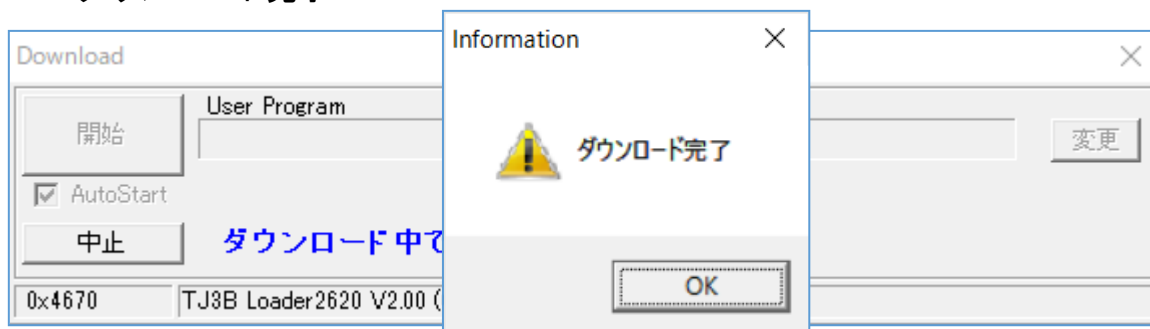 Download
Information
開始
User Program
変更
ダウンロード完了
AutoStart
中止
ダウンロード中で
OK
0x4670
TJ3B Loader2620 V2.00 (